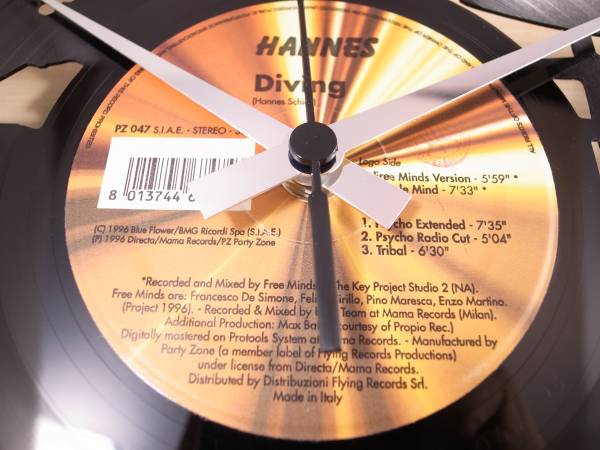 HANNES
Diving
(Hannes
PZ 047 S.I.A.E. - STEREO -
8 013744
Logo Side
Free Minds Version - 5'59" *
Mind - 7'33" *
1. Psycho Extended - 7'35"
2. Psycho Radio Cut - 5'04"
3. Tribal - 6'30"
(C) 1996 Blue Flower/BMG Ricordi Spa (S.I.A.E.)
(P) 1996 Directa/Mama Records/PZ Party Zone
*Recorded and Mixed by Free Minds The Key Project Studio 2 (NA).
Free Minds are: Francesco De Simone, Pino Maresca, Enzo Martino.
(Project 1996). - Recorded & Mixed by Team at Mama Records (Milan).
Additional Production: Max courtesy of Propio Rec.)
Digitally mastered on Protools System at Records. - Manufactured by
Party Zone (a member label of Flying Records Productions)
under license from Directa/Mama Records.
Distributed by Distribuzioni Flying Records Srl.
Made in Italy